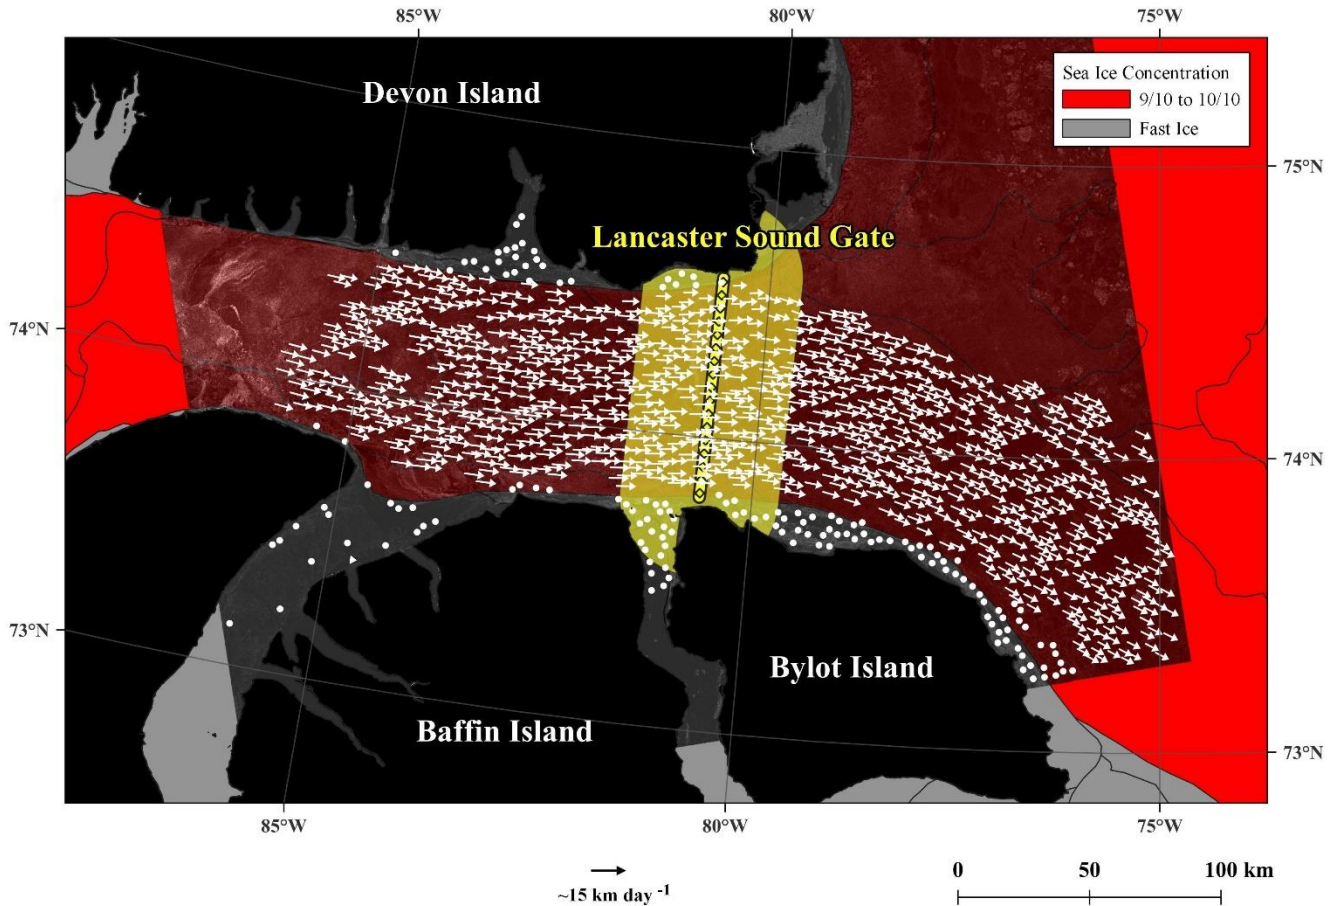 85°W 80°W 75°W
Devon Island
Sea Ice Concentration
9/10 to 10/10
Fast Ice
75°N
Lancaster Sound Gate
74°N
74°N
73°N
Bylot Island
Baffin Island
73°N
85°W 80°W 75°W
~15 km day -1
0 50 100 km